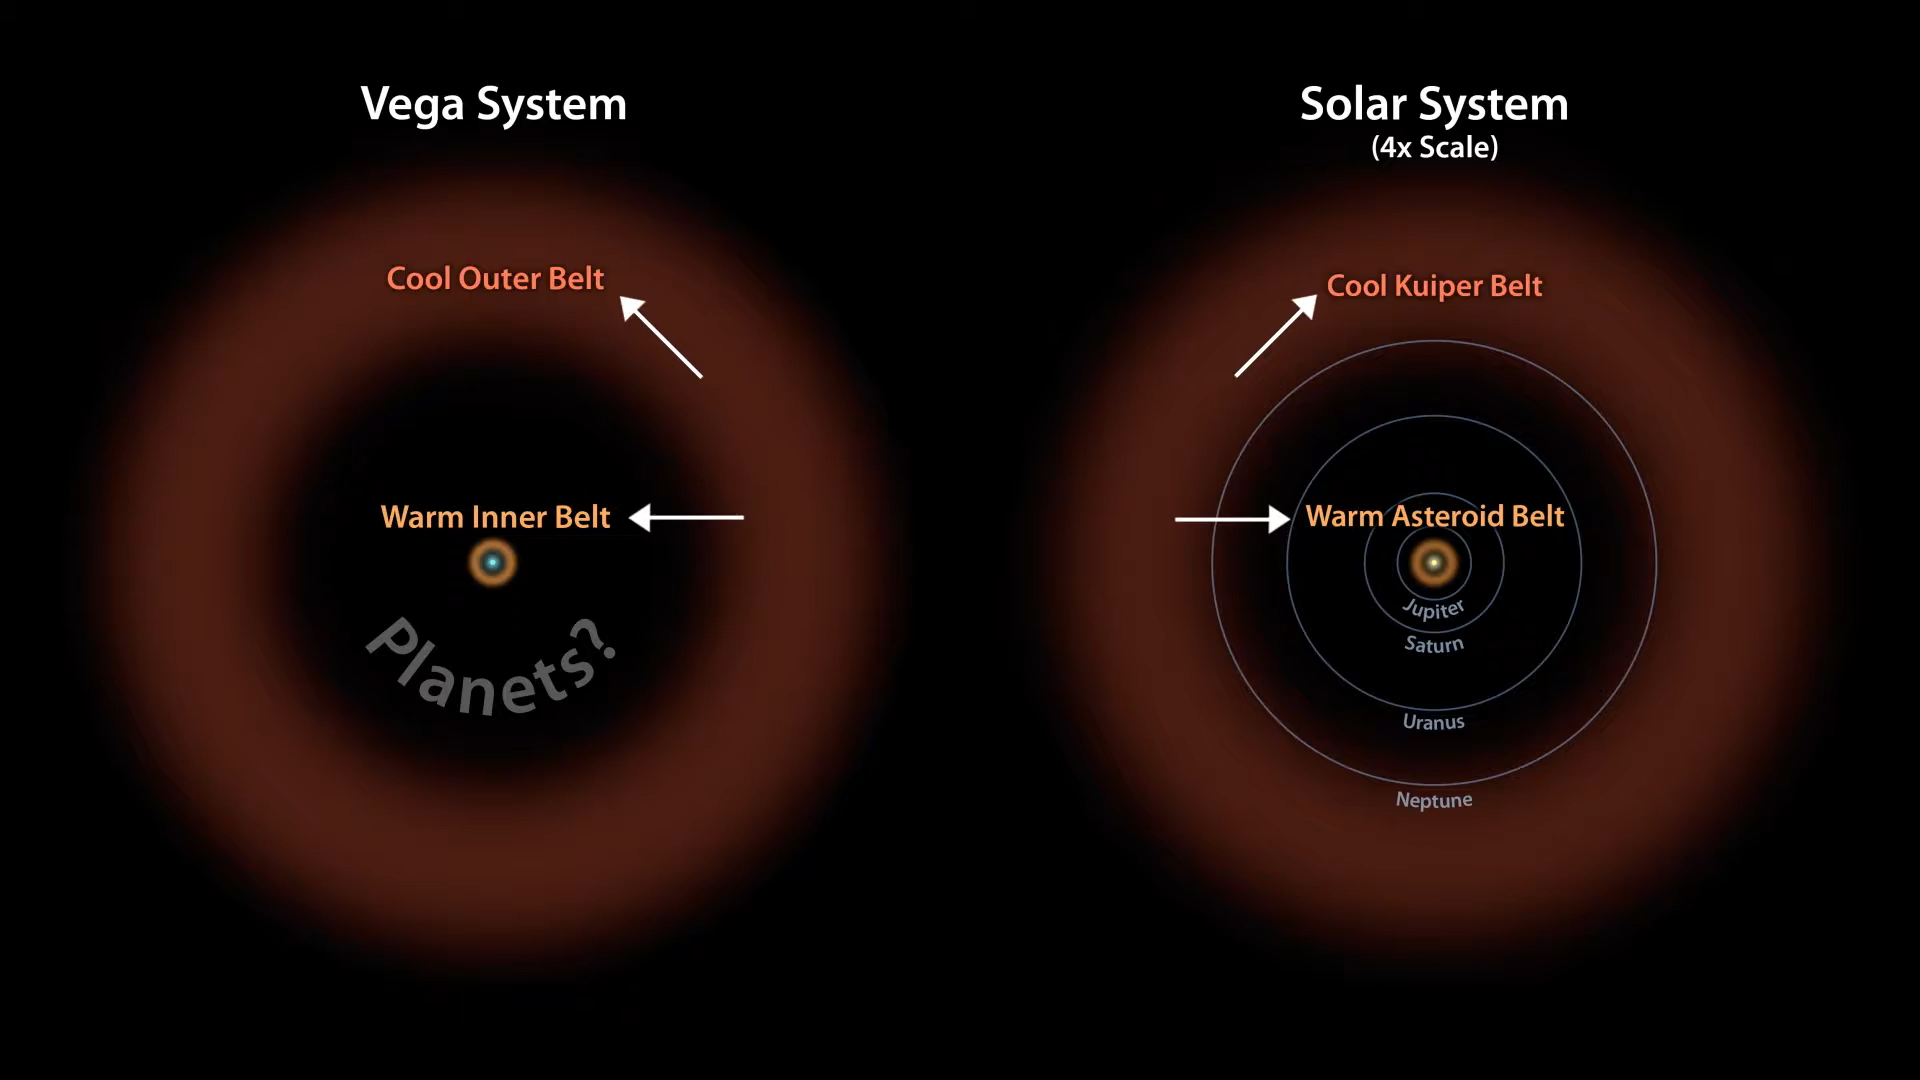 Vega System
Cool Outer Belt
Warm Inner Belt
Planets?
Solar System
(4x Scale)
Cool Kuiper Belt
Warm Asteroid Belt
Jupiter
Saturn
Uranus
Neptune